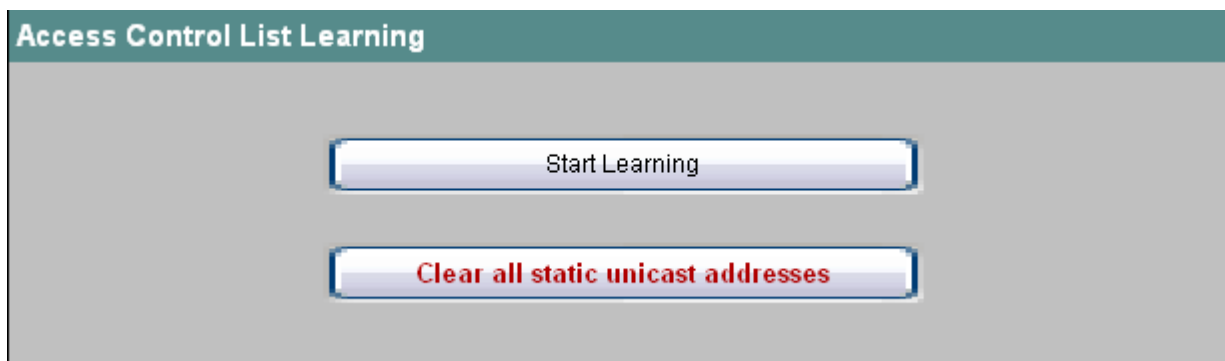 Access Control List Learning
Start Learning
Clear all static unicast addresses